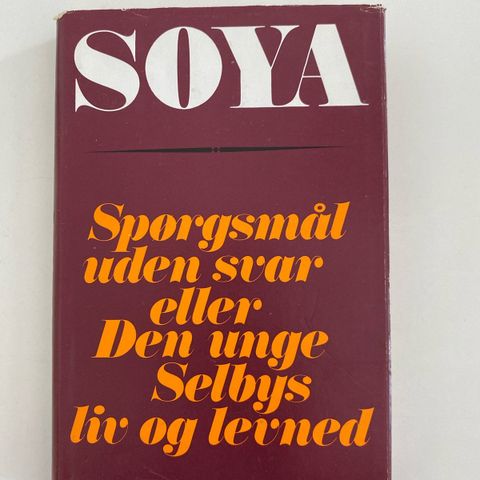 SOYA
Spørgsmål
uden svar
eller
Den unge
Selbys
liv og levned